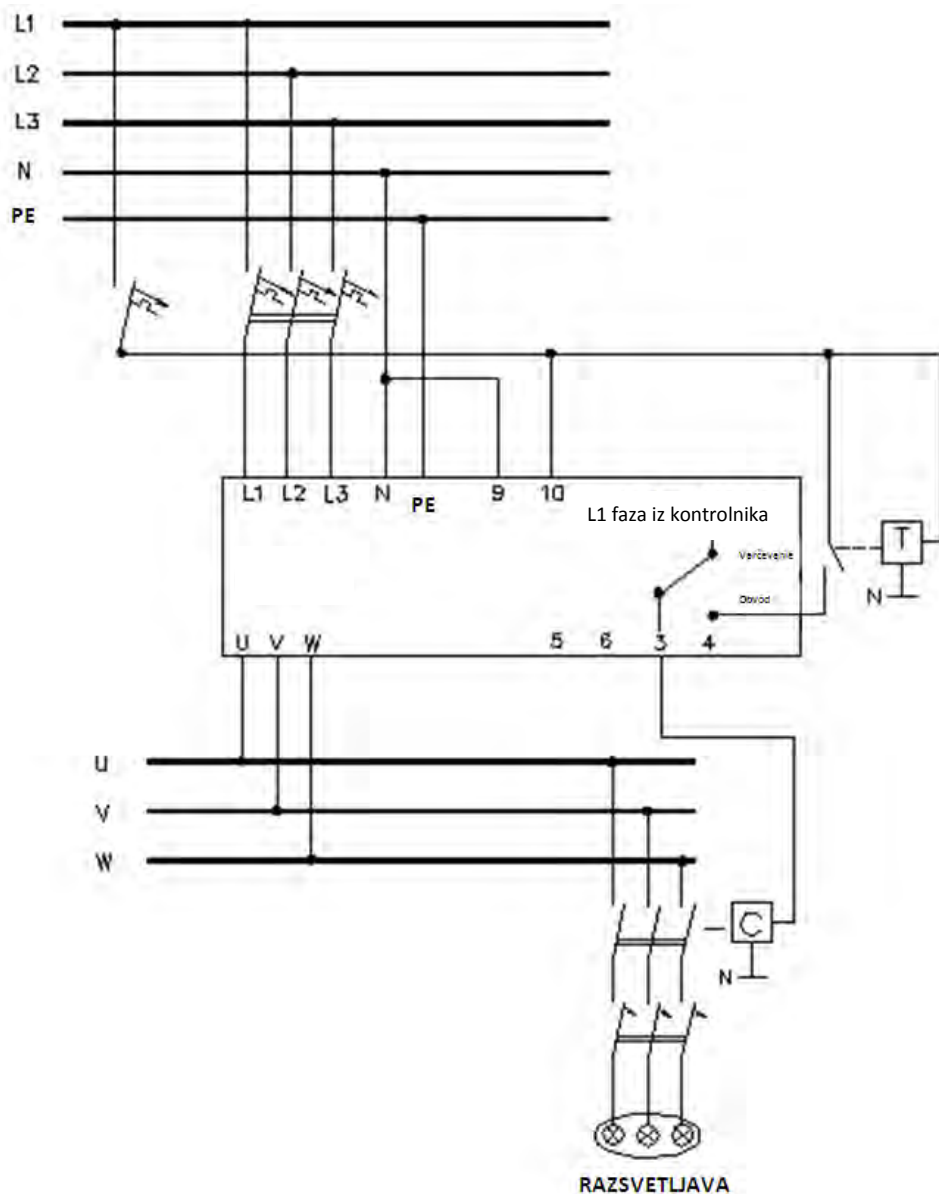 L1
L2
L3
N
PE
L1 L2 L3 N PE 9 10
L1 faza iz kontrolnika
Varčevanje
Obvod
T
N
U V W 5 6 3 4
U
V
W
C
N
RAZSVETLJAVA